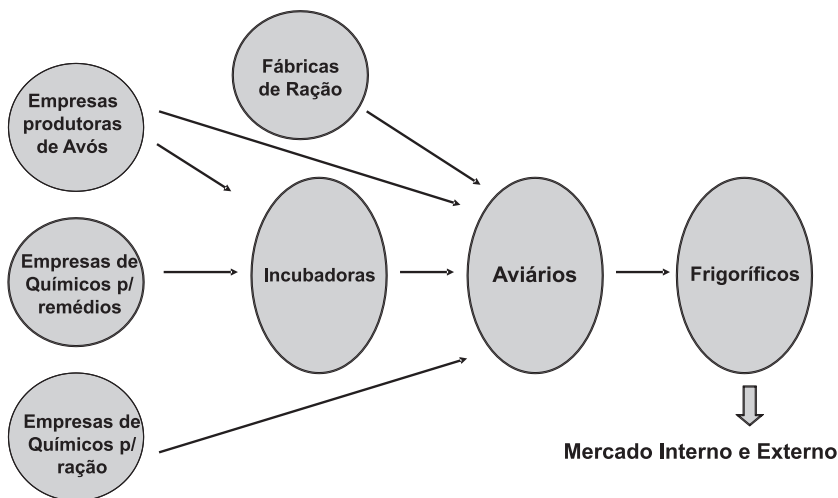 Fábricas
de Ração
Empresas
produtoras
de Avós
Empresas de
Químicos p/
remédios
Incubadoras
Aviários
Frigoríficos
Empresas de
Químicos p/
ração
Mercado Interno e Externo